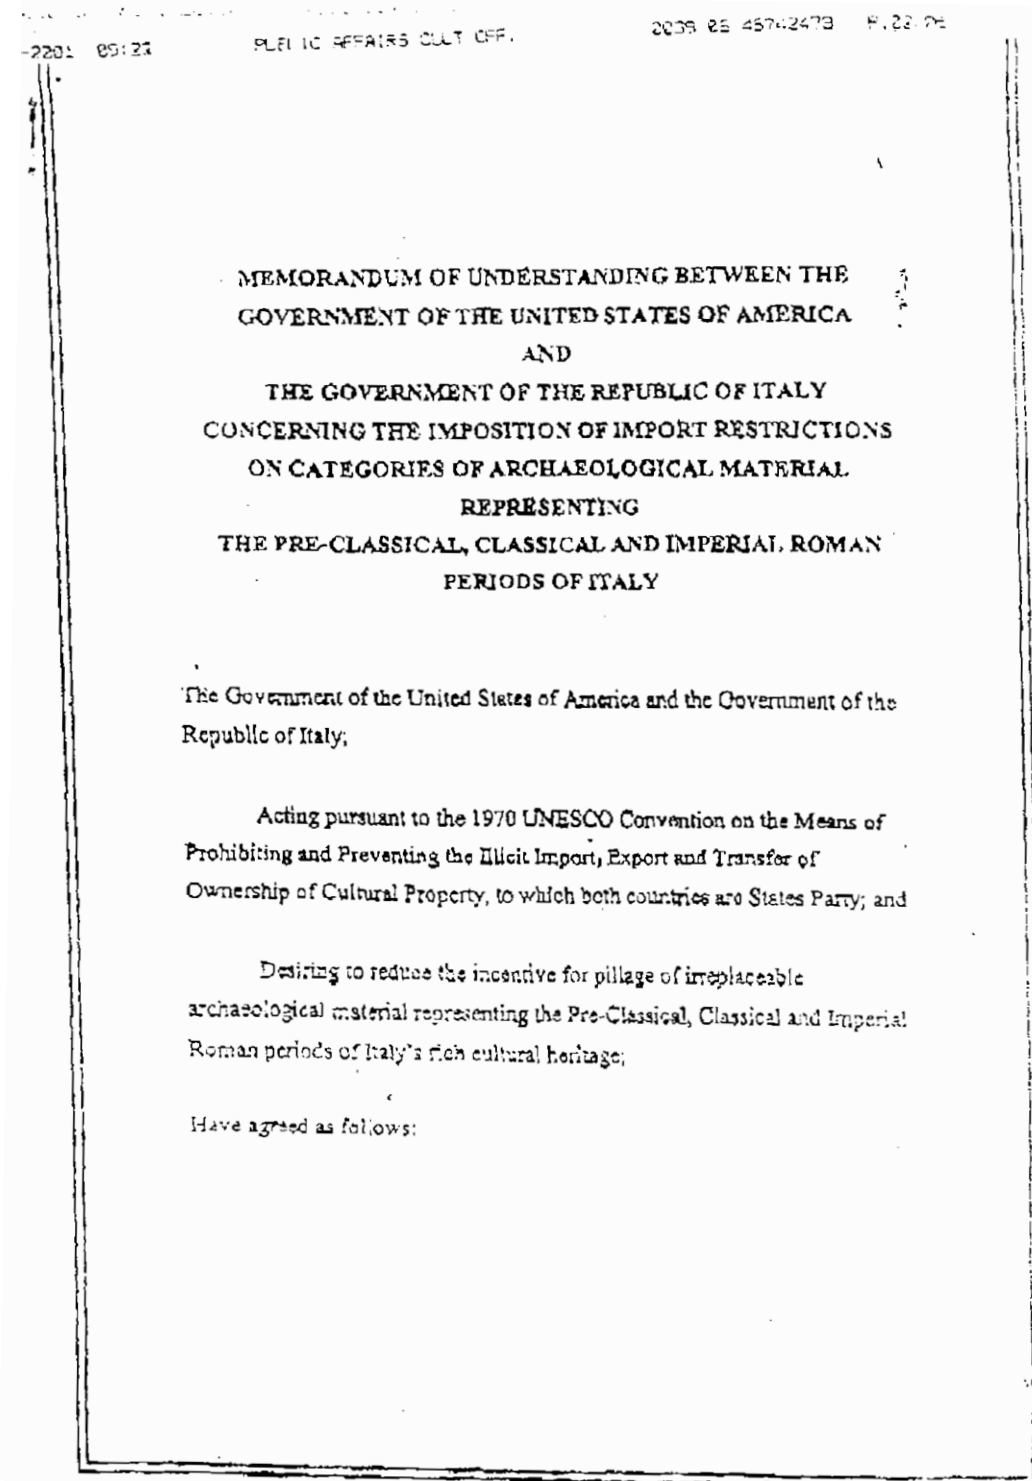 09:22 AFFAIRS CULT OFF.
MEMORANDUM OF UNDERSTANDING BETWEEN THE
GOVERNMENT OF THE UNITED STATES OF AMERICA
AND
THE GOVERNMENT OF THE REPUBLIC OF ITALY
CONCERNING THE IMPOSITION OF IMPORT RESTRICTIONS
ON CATEGORIES OF ARCHAEOLOGICAL MATERIAL
REPRESENTING
THE PRE-CLASSICAL, CLASSICAL AND IMPERIAL ROMAN
PERIODS OF ITALY
The Government of the United States of America and the Government of the
Republic of Italy;
Acting pursuant to the 1970 UNESCO Convention on the Means of
Prohibiting and Preventing the Illicit Import, Export and Transfer of
Ownership of Cultural Property, to which both countries are States Party; and
Desiring to reduce the incentive for pillage of irreplaceable
archaeological material representing the Pre-Classical, Classical and Imperial
Roman periods of Italy's rich cultural heritage;
Have agreed as follows: